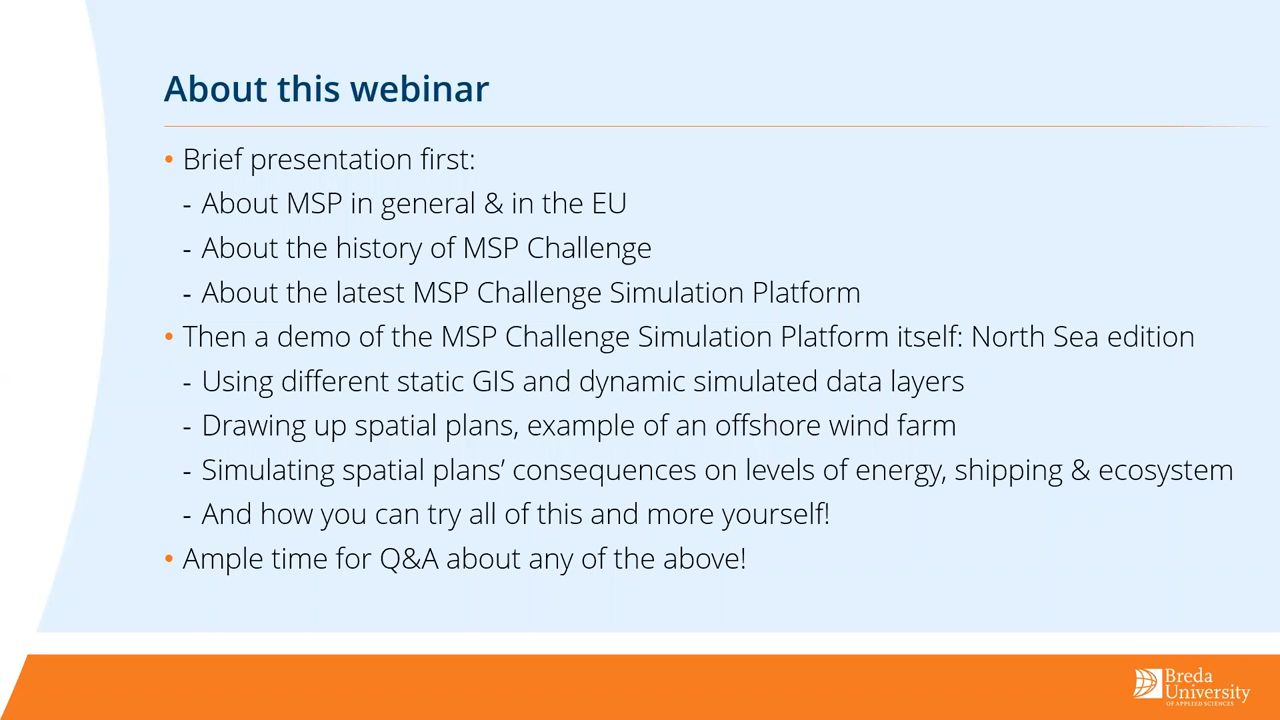 About this webinar
• Brief presentation first:
- About MSP in general & in the EU
- About the history of MSP Challenge
- About the latest MSP Challenge Simulation Platform
• Then a demo of the MSP Challenge Simulation Platform itself: North Sea edition
- Using different static GIS and dynamic simulated data layers
- Drawing up spatial plans, example of an offshore wind farm
- Simulating spatial plans’ consequences on levels of energy, shipping & ecosystem
- And how you can try all of this and more yourself!
• Ample time for Q&A about any of the above!
Breda
University
OF APPLIED SCIENCES